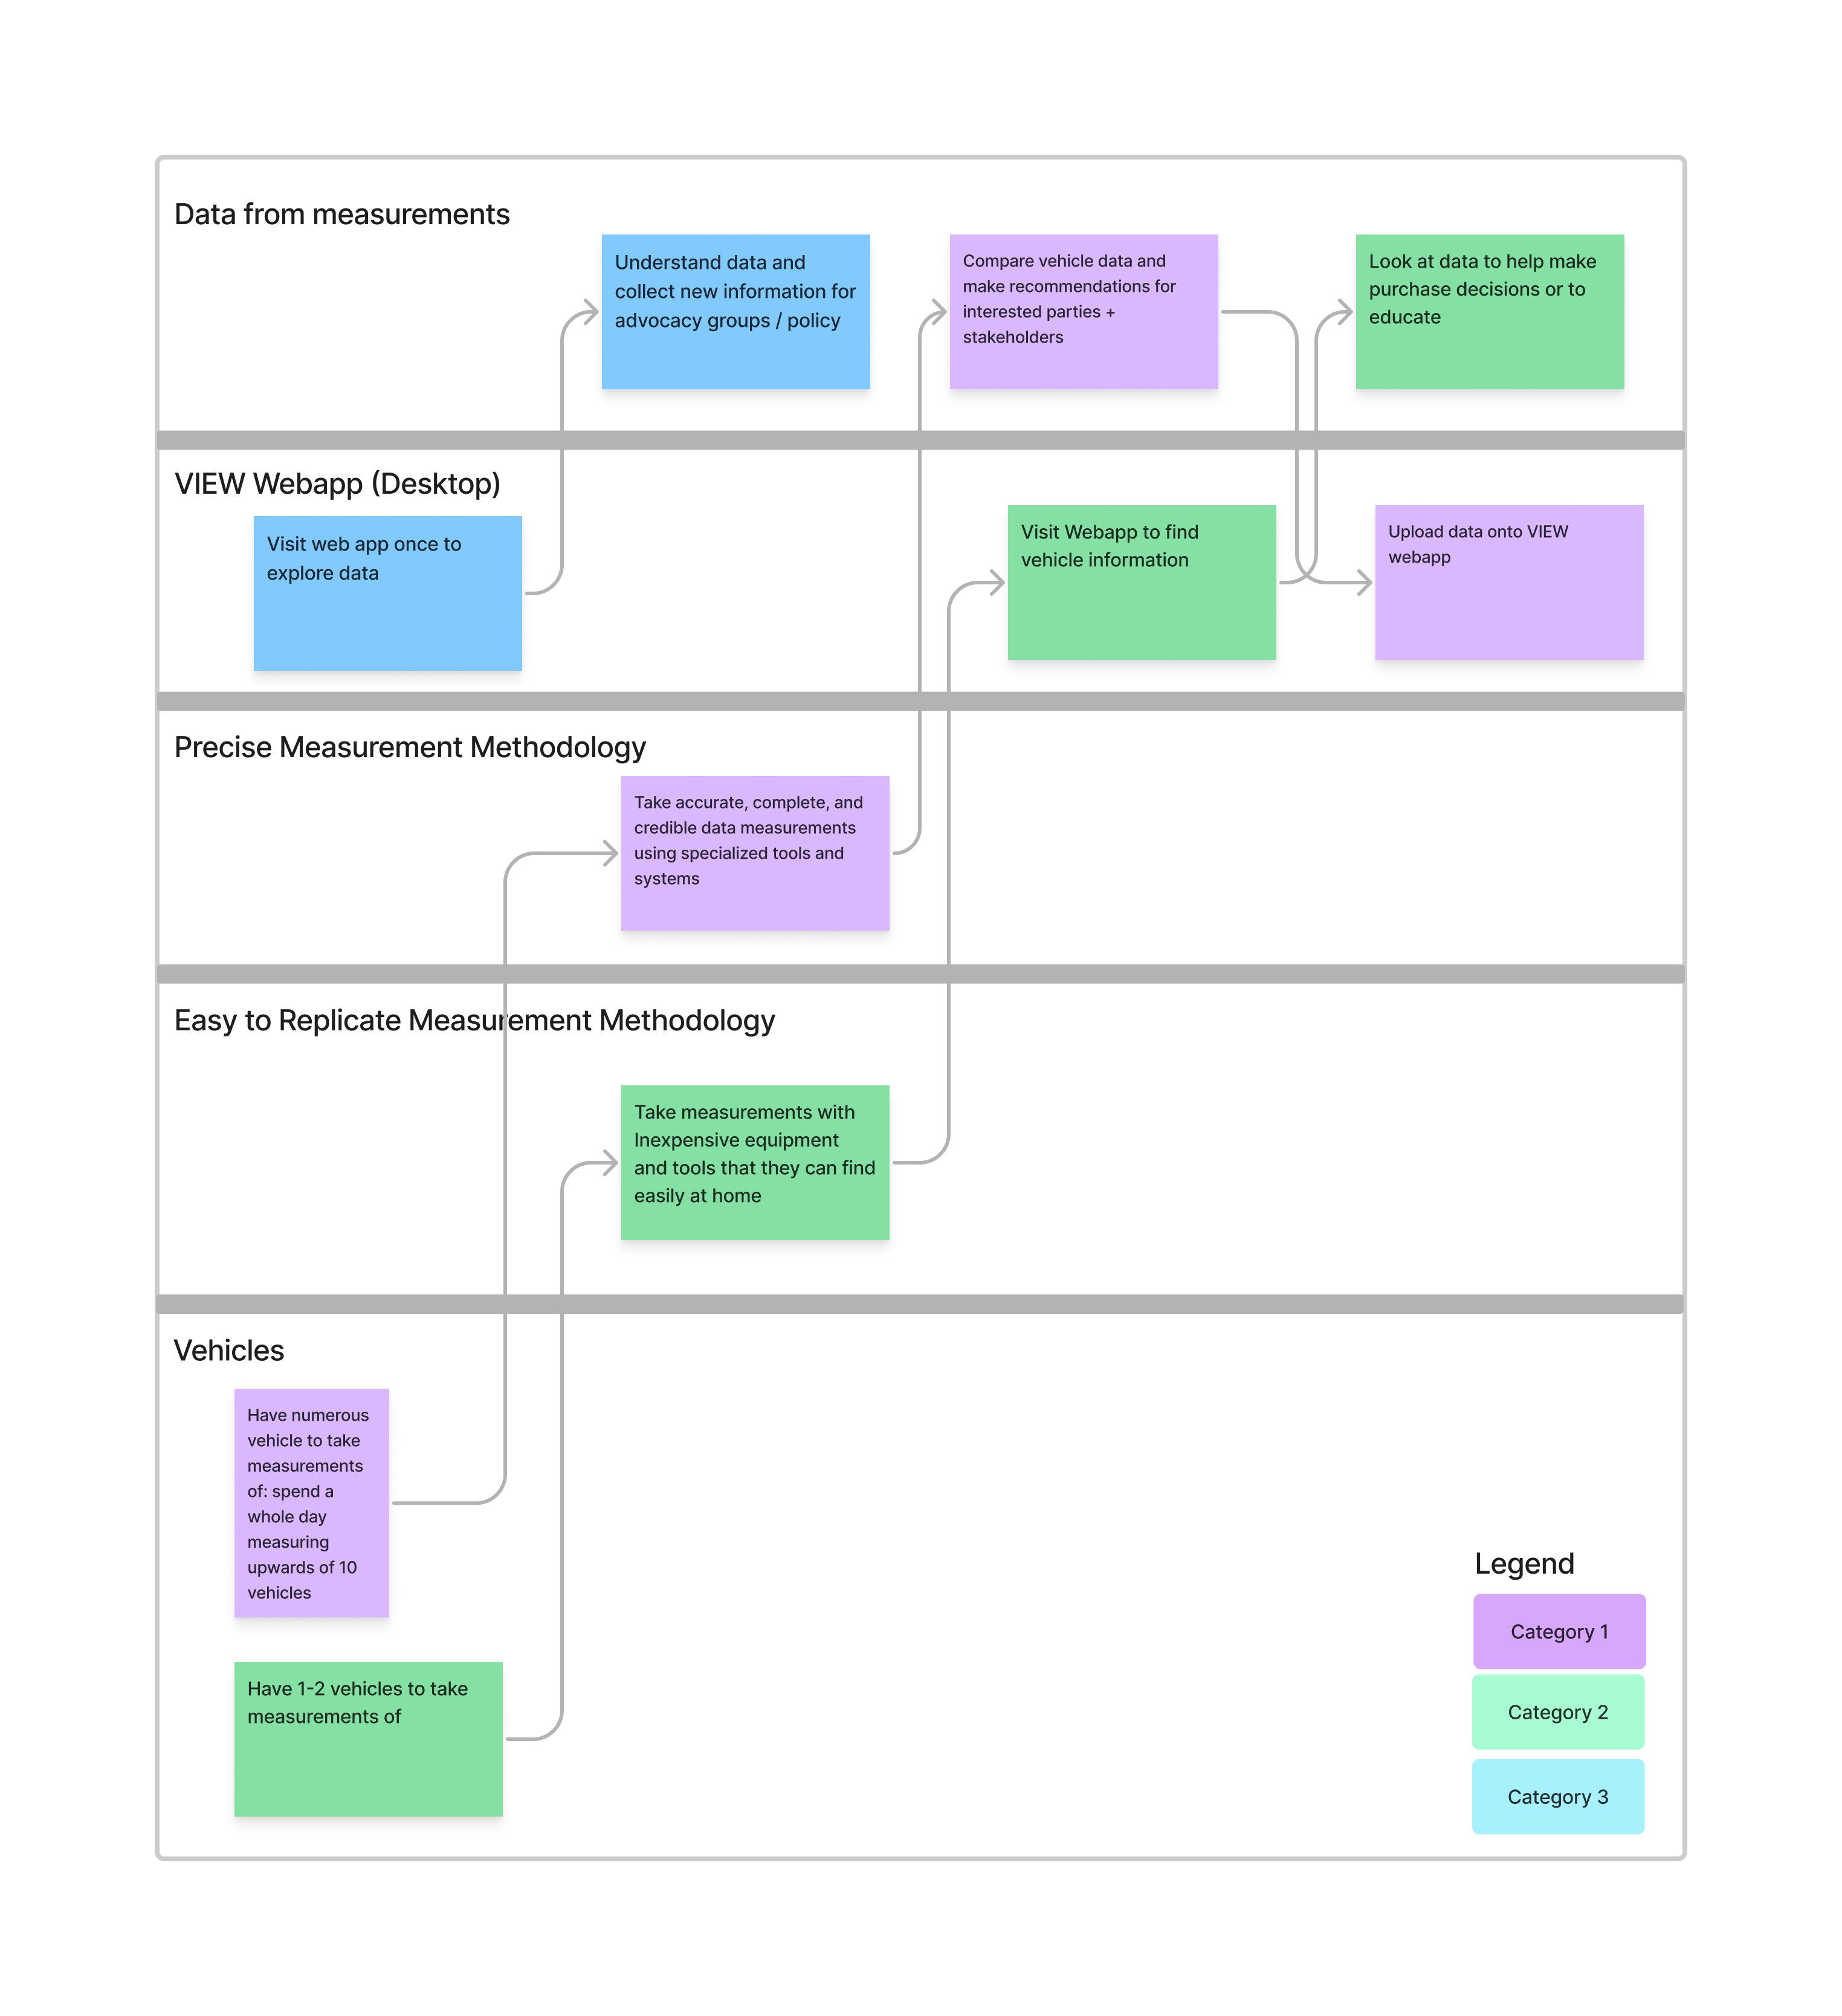 Data from measurements
Understand data and
collect new information for
advocacy groups / policy
Compare vehicle data and
make recommendations for
interested parties +
stakeholders
Look at data to help make
purchase decisions or to
educate
VIEW Webapp (Desktop)
Visit web app once to
explore data
Visit Webapp to find
vehicle information
Upload data onto VIEW
webapp
Precise Measurement Methodology
Take accurate, complete, and
credible data measurements
using specialized tools and
systems
Easy to Replicate Measurement Methodology
Take measurements with
Inexpensive equipment
and tools that they can find
easily at home
Vehicles
Have numerous
vehicle to take
measurements
of: spend a
whole day
measuring
upwards of 10
vehicles
Have 1-2 vehicles to take
measurements of
Legend
Category 1
Category 2
Category 3